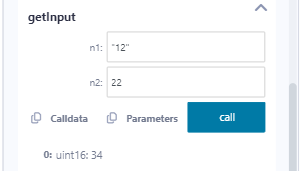 getInput
n1: "12"
n2: 22
Calldata Parameters call
0: uint16: 34